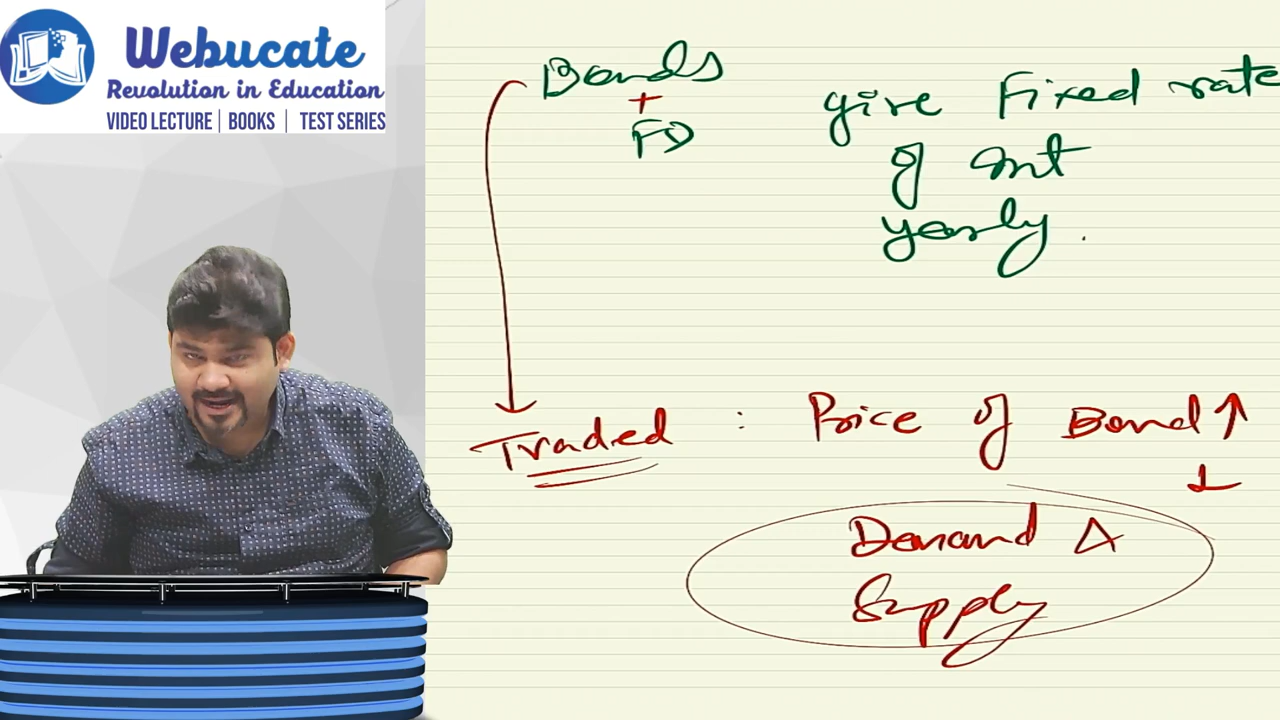 Webucate
Revolution in Education
VIDEO LECTURE | BOOKS | TEST SERIES
Bonds
+
FD
give Fixed rate
of Int
yearly.
Traded : Price of Bond ↑
↓
Demand &
Supply